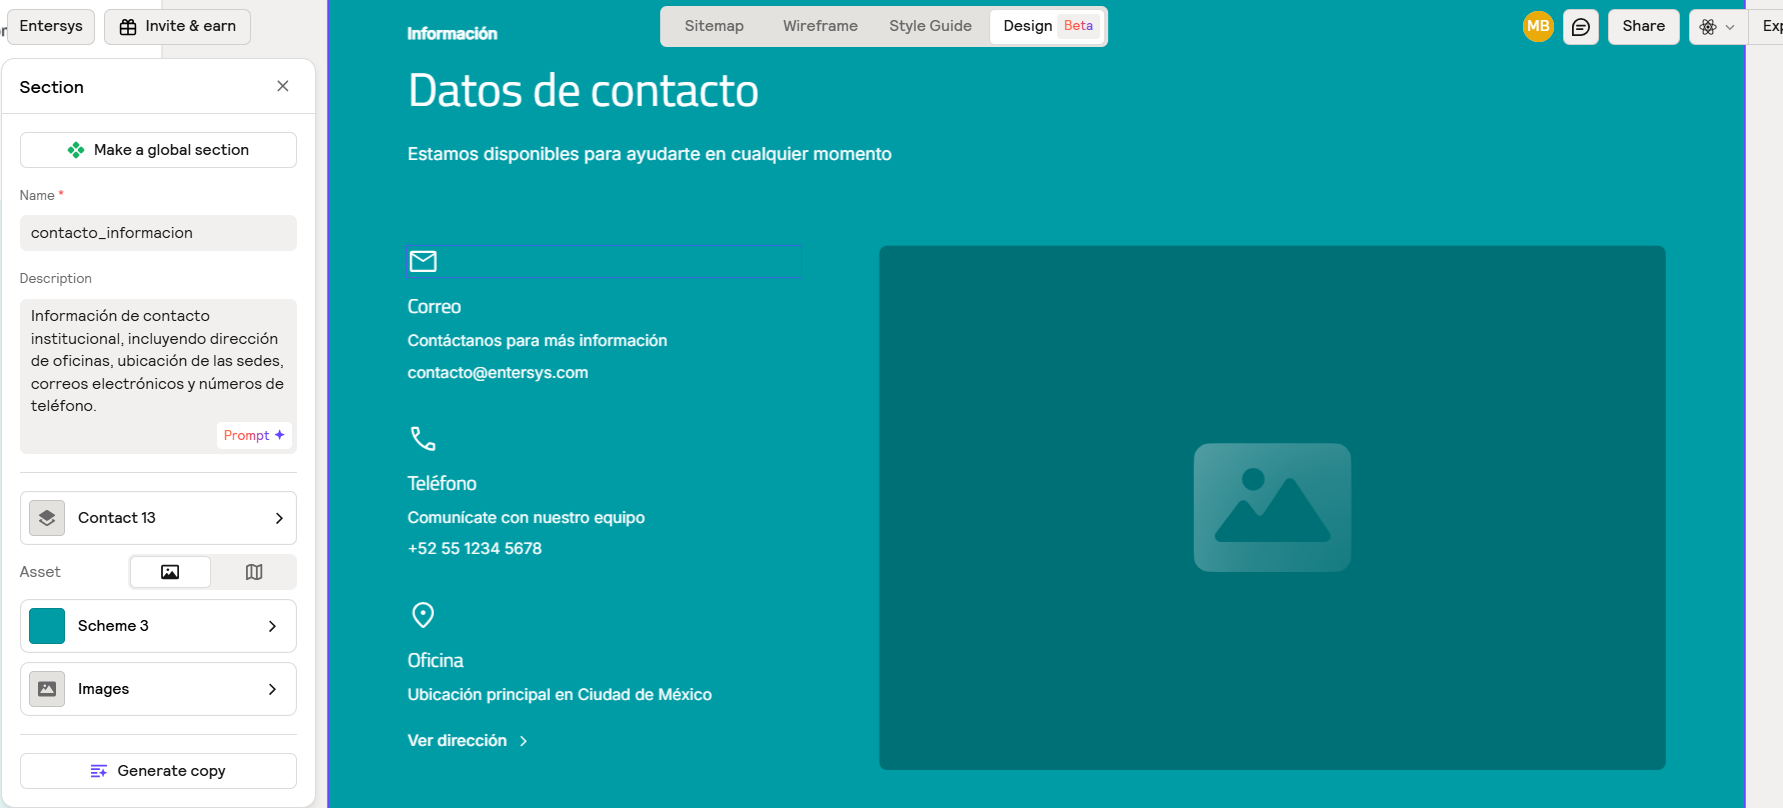 Entersys
Invite & earn
Section
Make a global section
Name *
contacto_informacion
Description
Información de contacto
institucional, incluyendo dirección
de oficinas, ubicación de las sedes,
correos electrónicos y números de
teléfono.
Prompt
Contact 13
Asset
Scheme 3
Images
Generate copy
Sitemap
Wireframe
Style Guide
Design
Beta
MB
Share
Información
Datos de contacto
Estamos disponibles para ayudarte en cualquier momento
Correo
Contáctanos para más información
contacto@entersys.com
Teléfono
Comunícate con nuestro equipo
+52 55 1234 5678
Oficina
Ubicación principal en Ciudad de México
Ver dirección